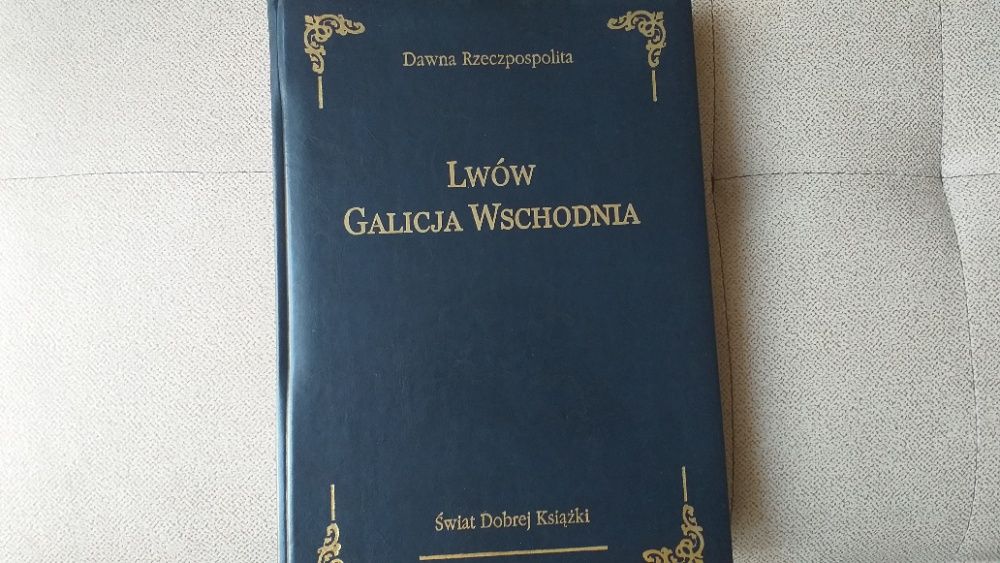 Dawna Rzeczpospolita
Lwów
Galicja Wschodnia
Świat Dobrej Książki